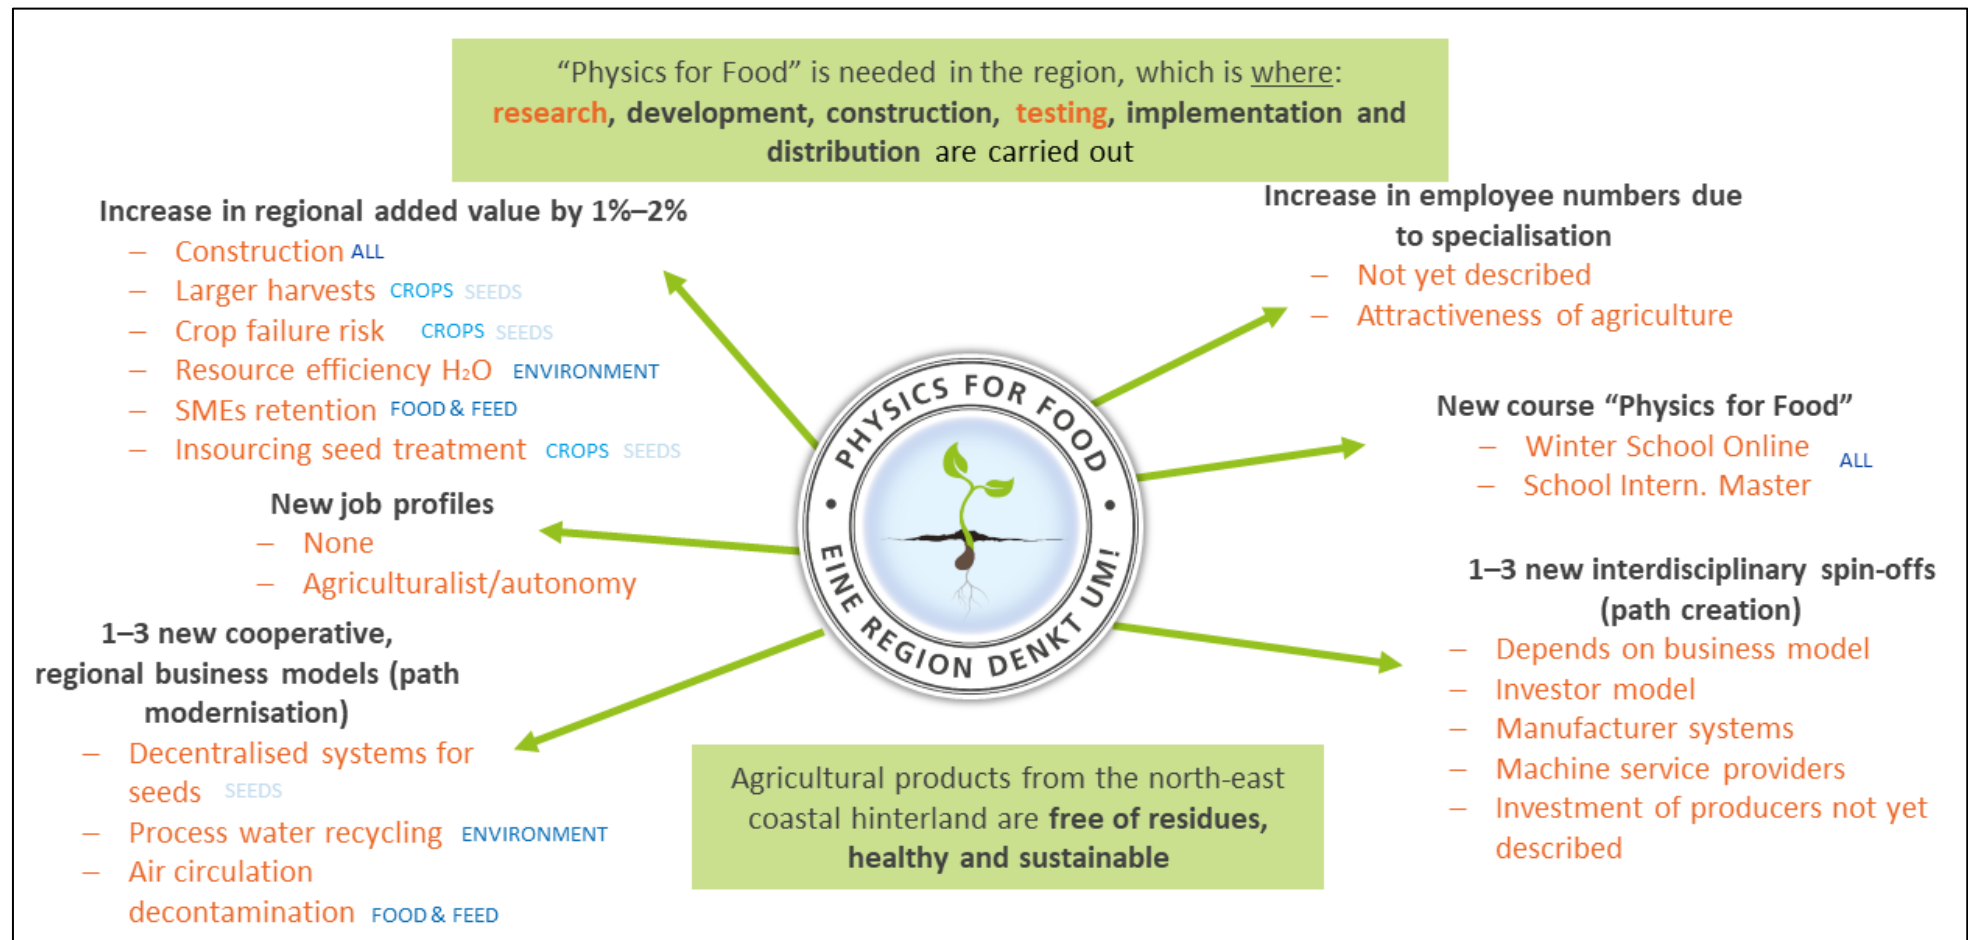 “Physics for Food” is needed in the region, which is where:
research, development, construction, testing, implementation and
distribution are carried out
Increase in regional added value by 1%–2%
– Construction ALL
– Larger harvests CROPS SEEDS
– Crop failure risk CROPS SEEDS
– Resource efficiency H₂O ENVIRONMENT
– SMEs retention FOOD & FEED
– Insourcing seed treatment CROPS SEEDS
New job profiles
– None
– Agriculturalist/autonomy
1–3 new cooperative,
regional business models (path
modernisation)
– Decentralised systems for
seeds SEEDS
– Process water recycling ENVIRONMENT
– Air circulation
decontamination FOOD & FEED
PHYSICS FOR FOOD
• EINE REGION DENKT UM! •
Increase in employee numbers due
to specialisation
– Not yet described
– Attractiveness of agriculture
New course “Physics for Food”
– Winter School Online
ALL
– School Intern. Master
1–3 new interdisciplinary spin-offs
(path creation)
– Depends on business model
– Investor model
– Manufacturer systems
– Machine service providers
– Investment of producers not yet
described
Agricultural products from the north-east
coastal hinterland are free of residues,
healthy and sustainable